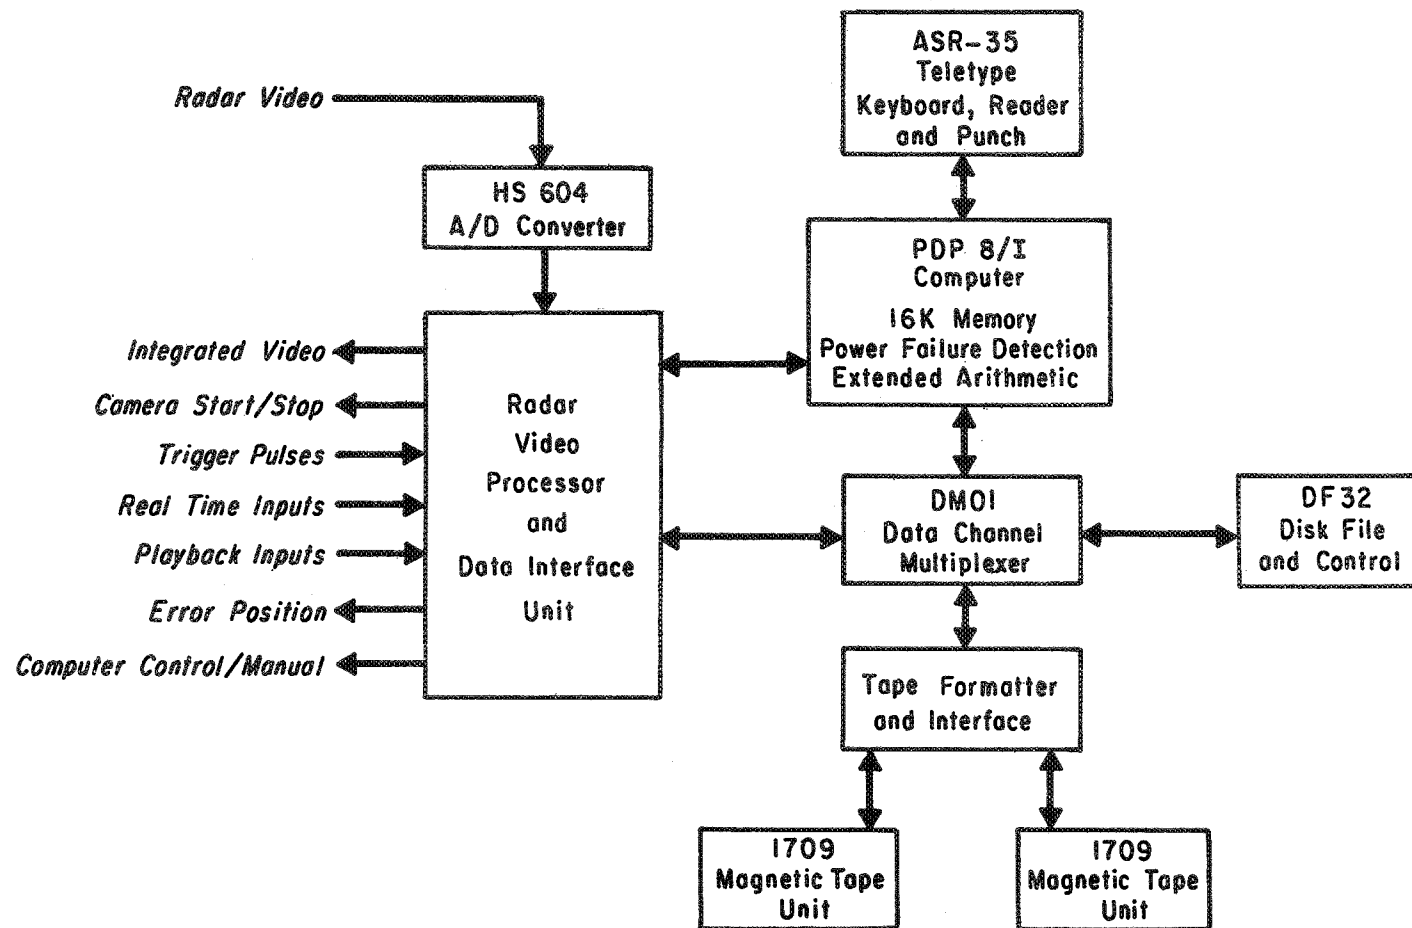 ASR-35
Teletype
Keyboard, Reader
and Punch
Radar Video
HS 604
A/D Converter
PDP 8/I
Computer
16K Memory
Power Failure Detection
Extended Arithmetic
Integrated Video
Camera Start/Stop
Trigger Pulses
Real Time Inputs
Playback Inputs
Error Position
Computer Control/Manual
Radar
Video
Processor
and
Data Interface
Unit
DM01
Data Channel
Multiplexer
DF32
Disk File
and Control
Tape Formatter
and Interface
1709
Magnetic Tape
Unit
1709
Magnetic Tape
Unit